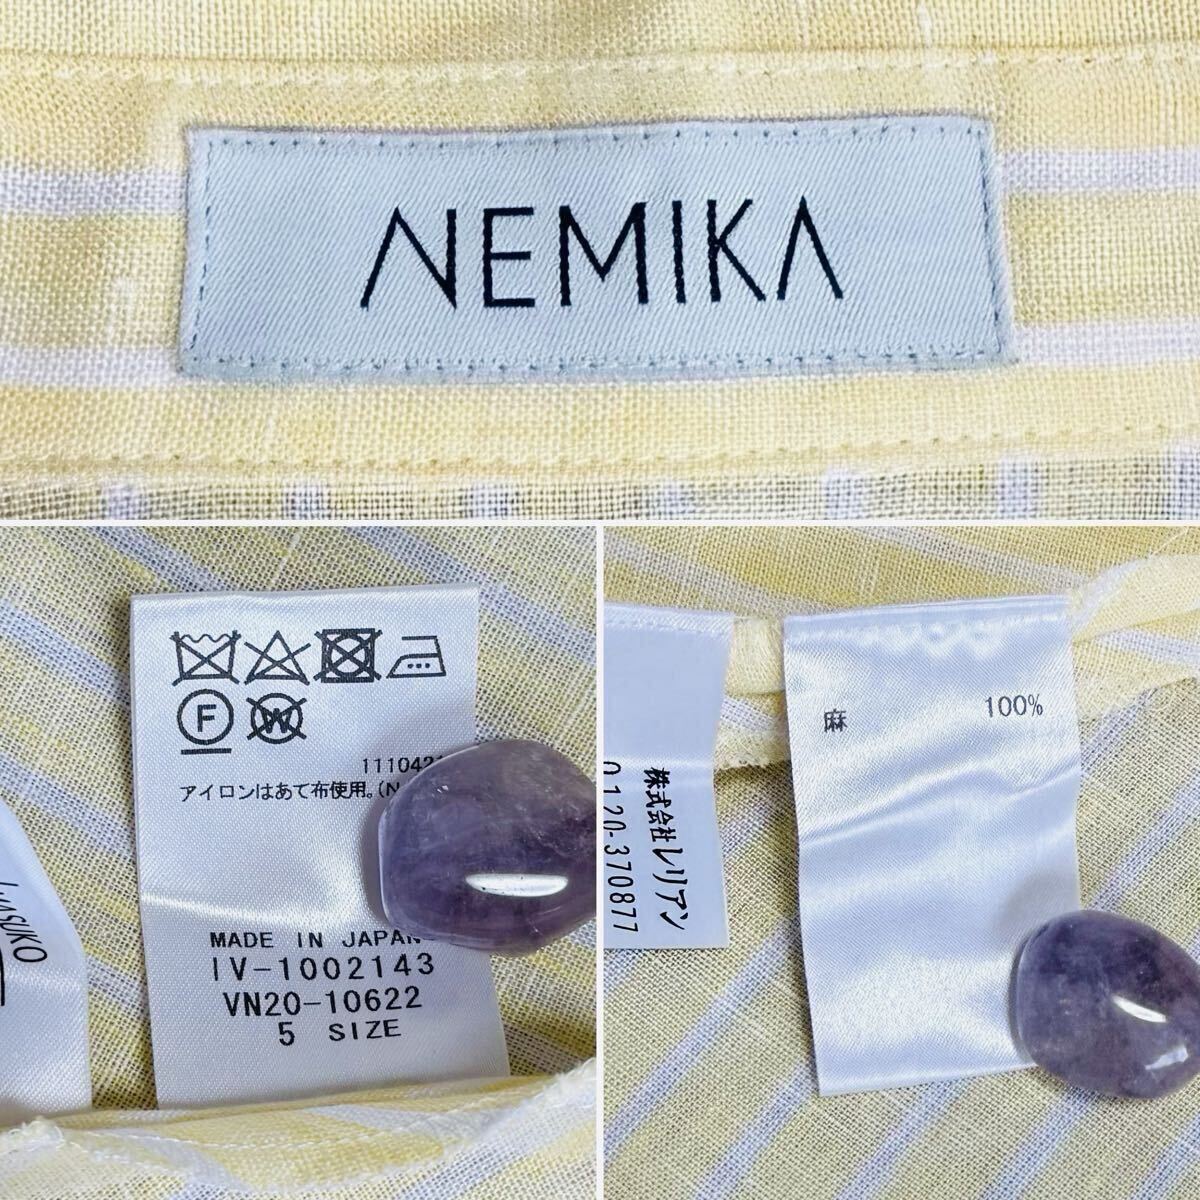 NEMIKA
F
W
アイロンはあて布使用。
MADE IN JAPAN
IV-1002143
VN20-10622
5 SIZE
株式会社レリアン
0120-370877
麻 100%